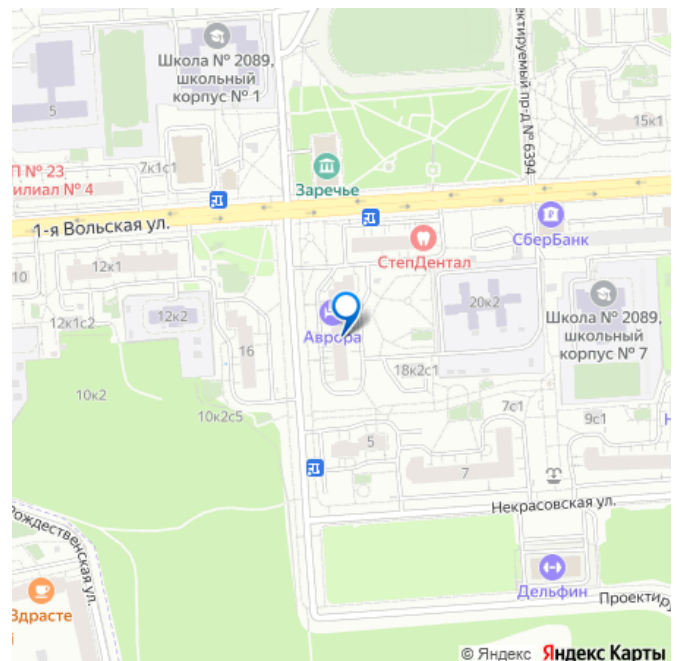 Школа № 2089,
школьный
корпус № 1
5
ектируемый пр-д № 6394
15к1
П № 23
илиал № 4
7к1с1
Заречье
1-я Вольская ул.
СтепДентал
СберБанк
10
12к1
12к1с2
12к2
16
Аврора
20к2
Школа № 2089,
школьный
корпус № 7
18к2с1
10к2
10к2с5
7с1
9с1
Н
5
7
Некрасовская ул.
Рождественская ул.
Здрасте
i
Дельфин
Проектиру
© Яндекс Яндекс Карты